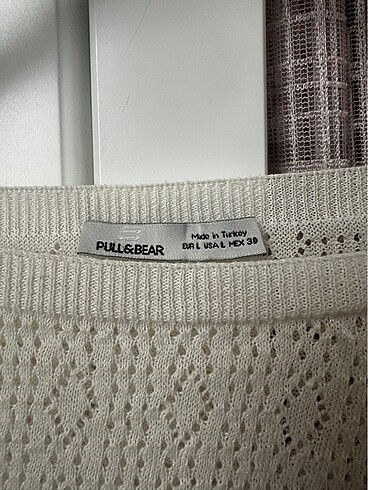 PULL&BEAR
Made in Turkey
EUR L USA L MEX 30